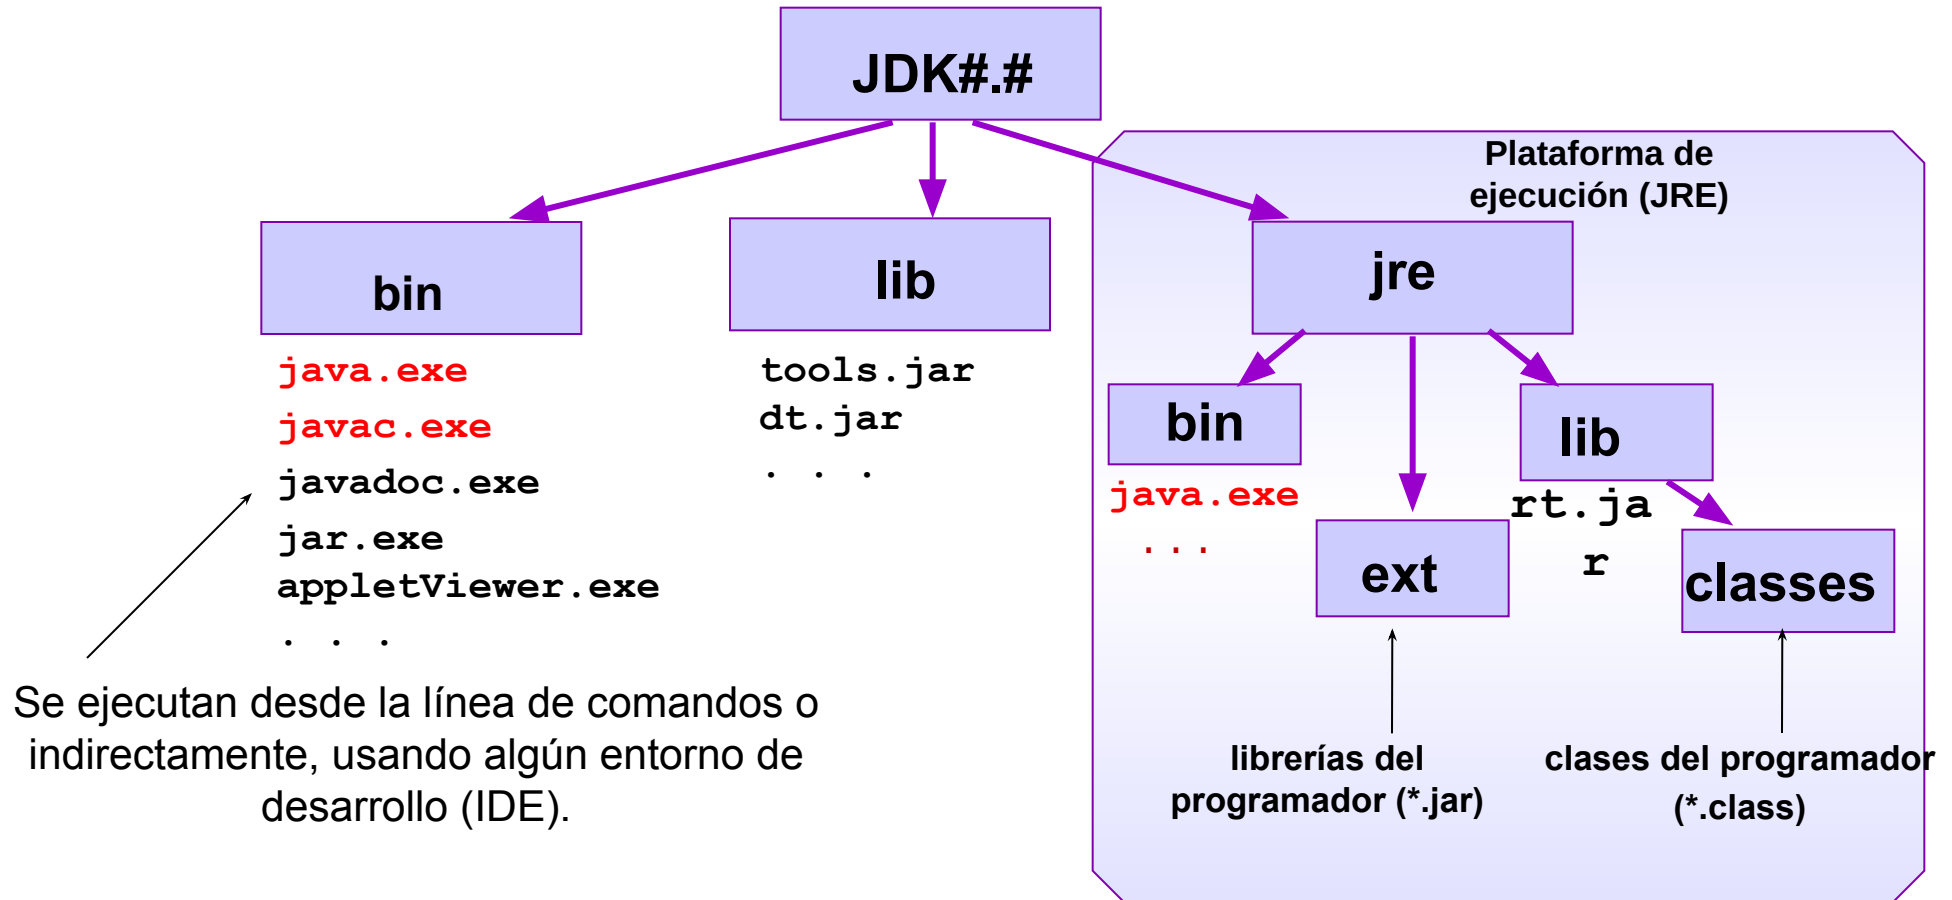 JDK#.#
Plataforma de
ejecución (JRE)
bin
lib
jre
java.exe
javac.exe
javadoc.exe
jar.exe
appletViewer.exe
. . .
tools.jar
dt.jar
. . .
bin
java.exe
...
ext
lib
rt.ja
r
classes
Se ejecutan desde la línea de comandos o
indirectamente, usando algún entorno de
desarrollo (IDE).
librerías del
programador (*.jar)
clases del programador
(*.class)